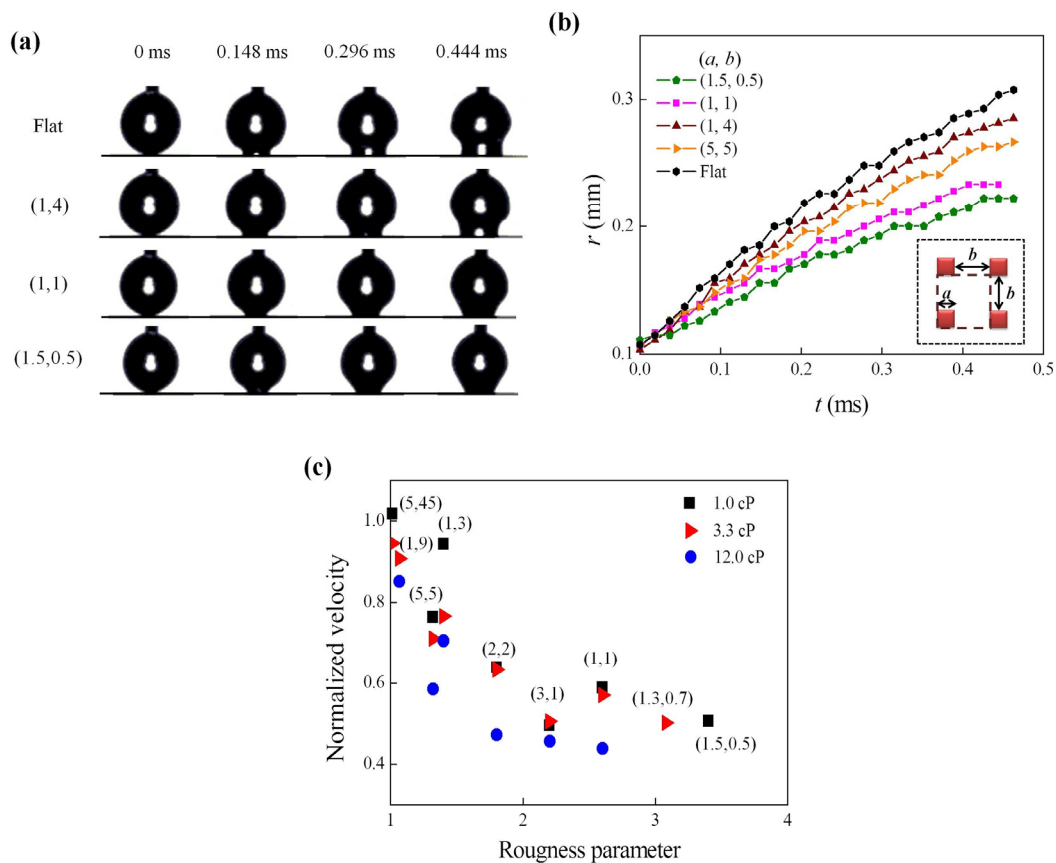 (a)
0 ms 0.148 ms 0.296 ms 0.444 ms
Flat
(1,4)
(1,1)
(1.5,0.5)
(b)
(a, b)
(1.5, 0.5)
(1, 1)
(1, 4)
(5, 5)
Flat
0.3
0.2
0.1
r (mm)
b
a
b
0.0 0.1 0.2 0.3 0.4 0.5
t (ms)
(c)
(5,45)
(1,3)
(1,9)
(5,5)
(2,2)
(3,1)
(1,1)
(1.3,0.7)
(1.5,0.5)
1.0 cP
3.3 cP
12.0 cP
1.0
0.8
0.6
0.4
Normalized velocity
1 2 3 4
Rougness parameter